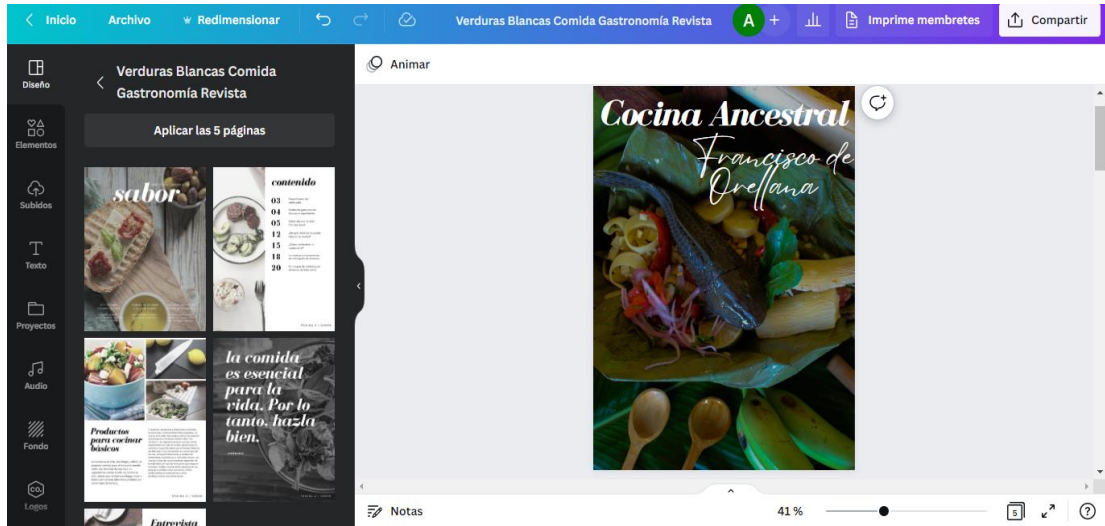 Inicio
Archivo
Redimensionar
Verduras Blancas Comida Gastronomía Revista
A
+
Imprime membretes
Compartir
Diseño
Elementos
Subidos
Texto
Proyectos
Audio
Fondo
CO.
Logos
Verduras Blancas Comida
Gastronomía Revista
Aplicar las 5 páginas
sabor
contenido
03
04
05
12
15
18
20
Productos
para cocinar
básicos
la comida
es esencial
para la
vida. Por lo
tanto, hazla
bien.
Entrevista
Animar
Cocina Ancestral
Francisco de
Orellana
Notas
41 %
5
?